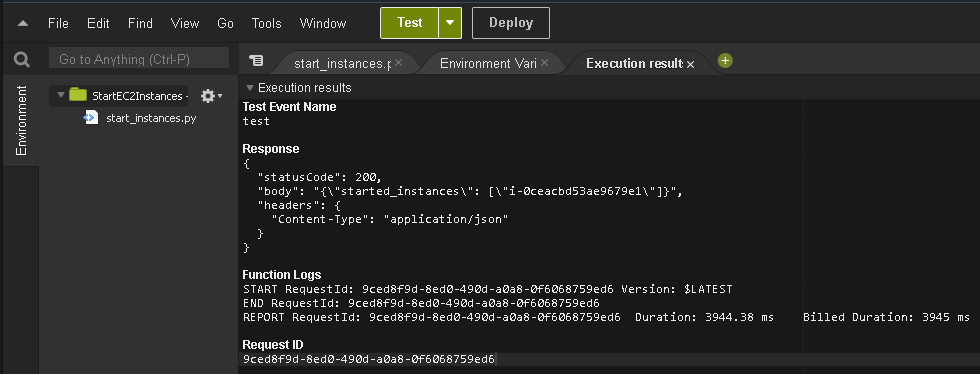 File Edit Find View Go Tools Window Test Deploy
Go to Anything (Ctrl-P)
start_instances.p Environment Vari Execution results
Environment
StartEC2Instances -
start_instances.py
Execution results
Test Event Name
test
Response
{
  "statusCode": 200,
  "body": "{\"started_instances\": [\"i-0ceacbd53ae9679e1\"]}",
  "headers": {
    "Content-Type": "application/json"
  }
}
Function Logs
START RequestId: 9ced8f9d-8ed0-490d-a0a8-0f6068759ed6 Version: $LATEST
END RequestId: 9ced8f9d-8ed0-490d-a0a8-0f6068759ed6
REPORT RequestId: 9ced8f9d-8ed0-490d-a0a8-0f6068759ed6  Duration: 3944.38 ms    Billed Duration: 3945 ms
Request ID
9ced8f9d-8ed0-490d-a0a8-0f6068759ed6